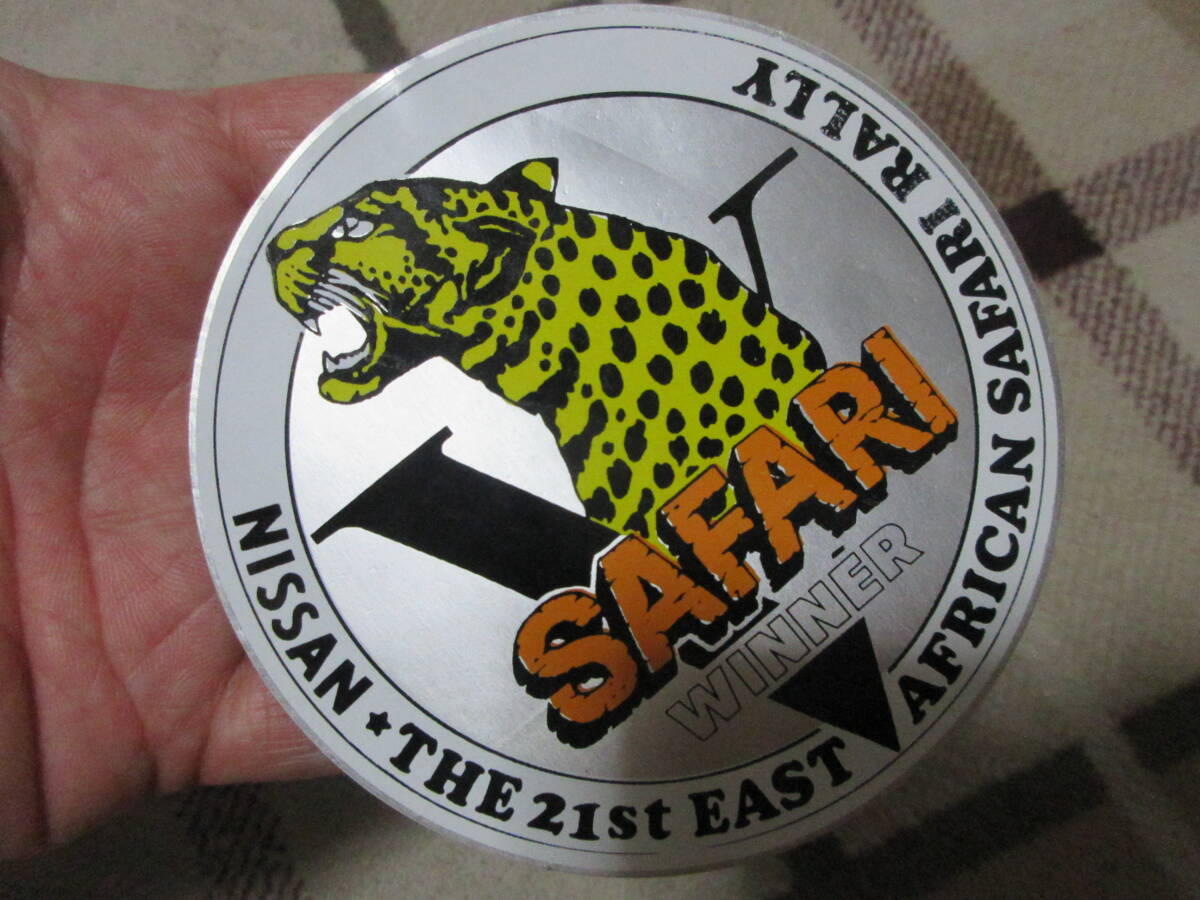 V
SAFARI
WINNER
NISSAN ★ THE 21st EAST AFRICAN SAFARI RALLY